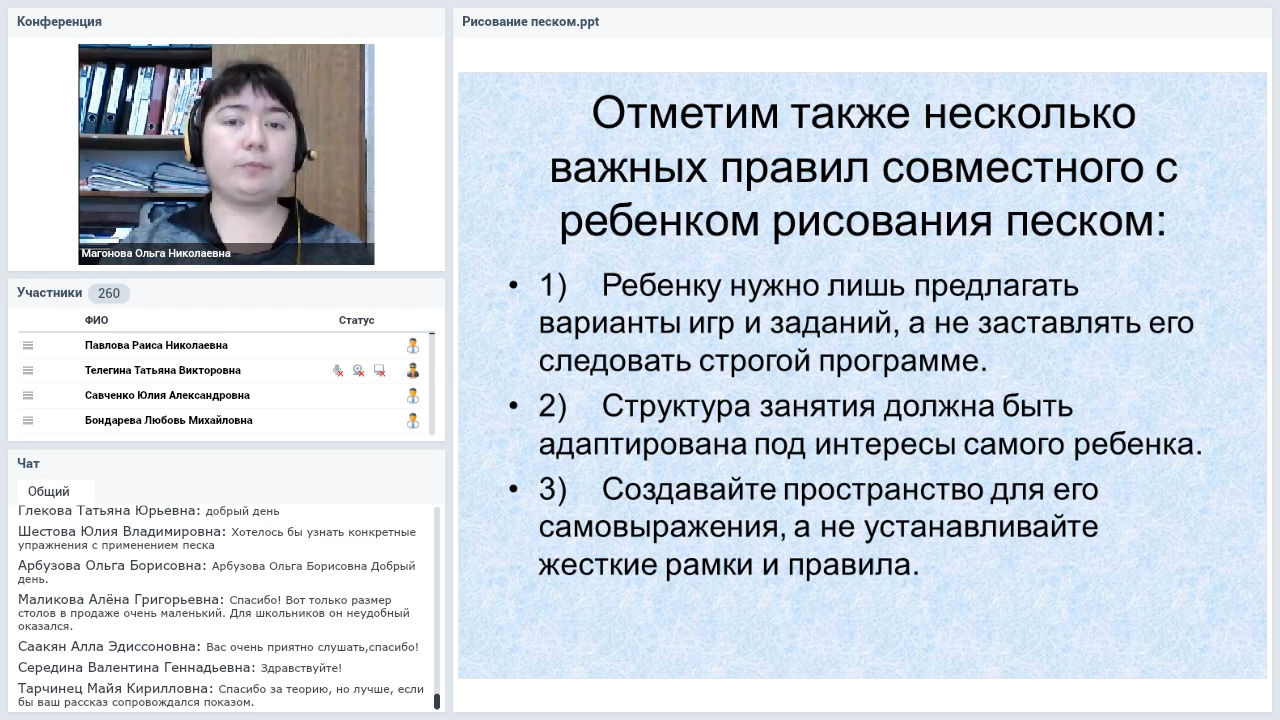 Конференция
Магонова Ольга Николаевна
Участники 260
ФИО Статус
Павлова Раиса Николаевна
Телегина Татьяна Викторовна
Савченко Юлия Александровна
Бондарева Любовь Михайловна
Чат
Общий
Глекова Татьяна Юрьевна: добрый день
Шестова Юлия Владимировна: Хотелось бы узнать конкретные
упражнения с применением песка
Арбузова Ольга Борисовна: Арбузова Ольга Борисовна Добрый
день.
Маликова Алёна Григорьевна: Спасибо! Вот только размер
столов в продаже очень маленький. Для школьников он неудобный
оказался.
Саакян Алла Эдиссоновна: Вас очень приятно слушать,спасибо!
Середина Валентина Геннадьевна: Здравствуйте!
Тарчинец Майя Кирилловна: Спасибо за теорию, но лучше, если
бы ваш рассказ сопровождался показом.
Рисование песком.ppt
Отметим также несколько
важных правил совместного с
ребенком рисования песком:
• 1) Ребенку нужно лишь предлагать
варианты игр и заданий, а не заставлять его
следовать строгой программе.
• 2) Структура занятия должна быть
адаптирована под интересы самого ребенка.
• 3) Создавайте пространство для его
самовыражения, а не устанавливайте
жесткие рамки и правила.